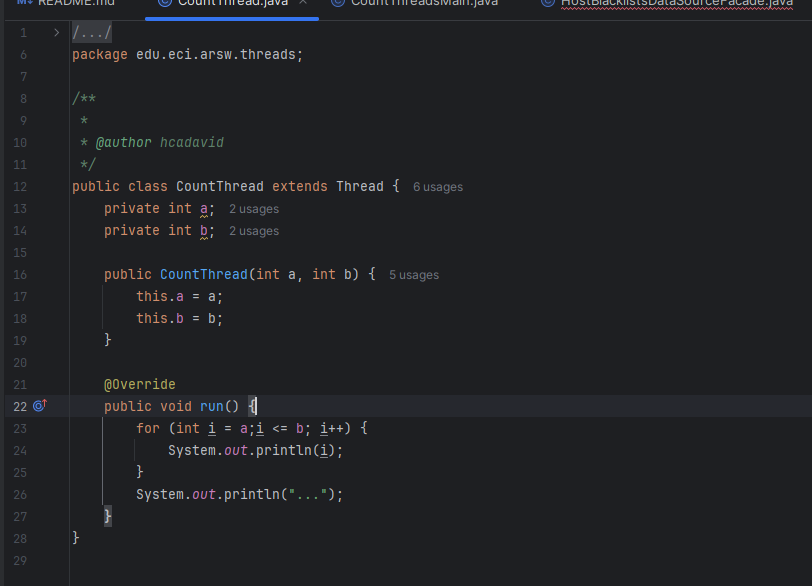 README.md CountThread.java × CountThreadsMain.java HostBlacklistsDataSourceFacade.java
1 /.../
6 package edu.eci.arsw.threads;
7
8 /**
9 *
10 * @author hcadavid
11 */
12 public class CountThread extends Thread { 6 usages
13 private int a; 2 usages
14 private int b; 2 usages
15
16 public CountThread(int a, int b) { 5 usages
17 this.a = a;
18 this.b = b;
19 }
20
21 @Override
22 public void run() {
23 for (int i = a;i <= b; i++) {
24 System.out.println(i);
25 }
26 System.out.println("...");
27 }
28 }
29